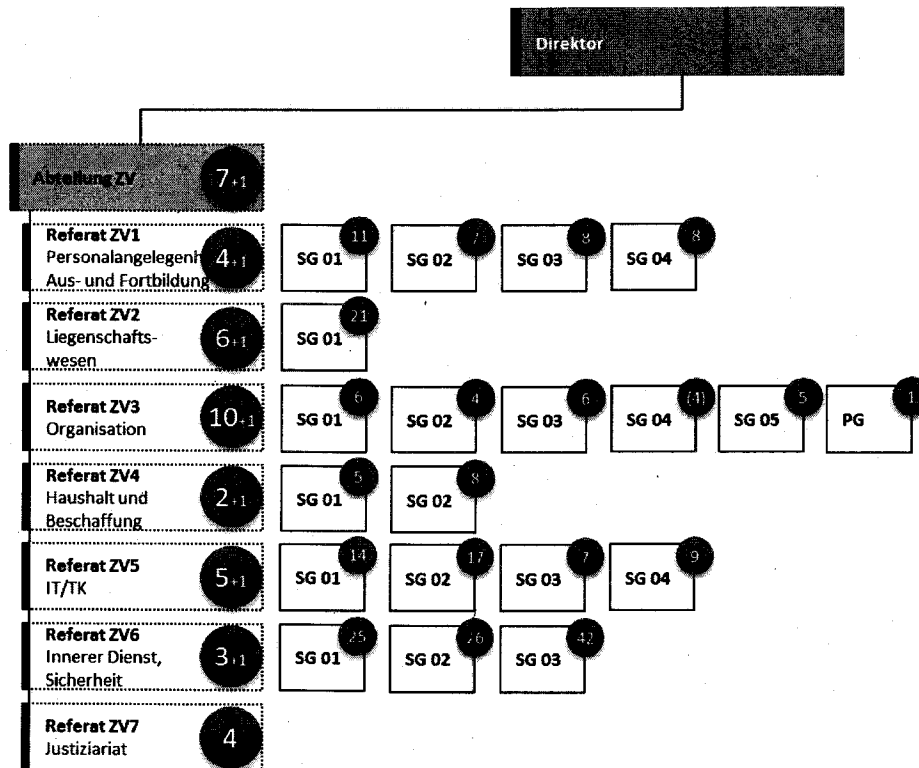 Direktor
Abteilung ZV 7+1
Referat ZV1
Personalangelegenh
Aus- und Fortbildung
4+1
SG 01 11
SG 02 7
SG 03 8
SG 04 8
Referat ZV2
Liegenschafts-
wesen
6+1
SG 01 21
Referat ZV3
Organisation
10+1
SG 01 6
SG 02 4
SG 03 6
SG 04 (4)
SG 05 5
PG 1
Referat ZV4
Haushalt und
Beschaffung
2+1
SG 01 5
SG 02 8
Referat ZV5
IT/TK
5+1
SG 01 14
SG 02 17
SG 03 7
SG 04 9
Referat ZV6
Innerer Dienst,
Sicherheit
3+1
SG 01 25
SG 02 26
SG 03 42
Referat ZV7
Justiziariat
4